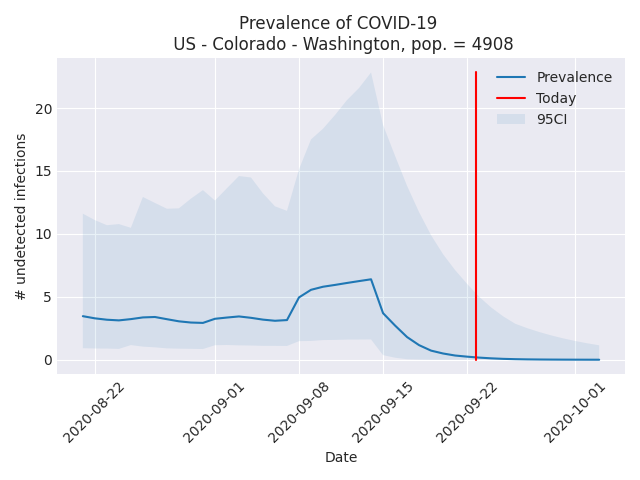 Prevalence of COVID-19
US - Colorado - Washington, pop. = 4908
Prevalence
Today
95CI
# undetected infections
20
15
10
5
0
2020-08-22
2020-09-01
2020-09-08
2020-09-15
2020-09-22
2020-10-01
Date